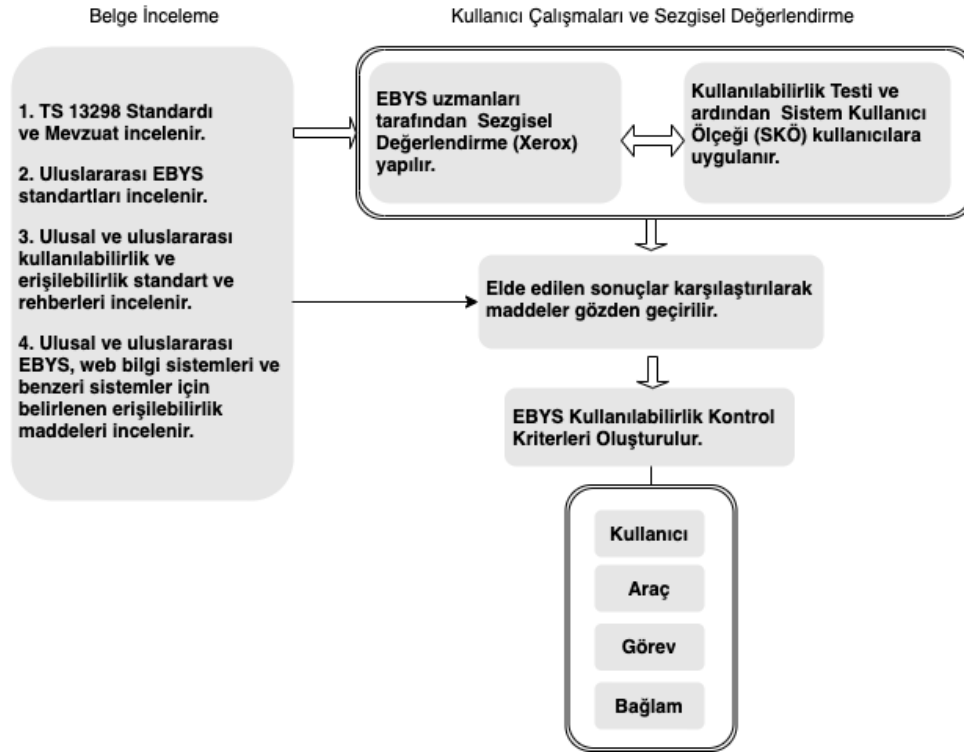 Belge İnceleme
1. TS 13298 Standardı
ve Mevzuat incelenir.
2. Uluslararası EBYS
standartları incelenir.
3. Ulusal ve uluslararası
kullanılabilirlik ve
erişilebilirlik standart ve
rehberleri incelenir.
4. Ulusal ve uluslararası
EBYS, web bilgi sistemleri ve
benzeri sistemler için
belirlenen erişilebilirlik
maddeleri incelenir.
Kullanıcı Çalışmaları ve Sezgisel Değerlendirme
EBYS uzmanları
tarafından Sezgisel
Değerlendirme (Xerox)
yapılır.
Kullanılabilirlik Testi ve
ardından Sistem Kullanıcı
Ölçeği (SKÖ) kullanıcılara
uygulanır.
Elde edilen sonuçlar karşılaştırılarak
maddeler gözden geçirilir.
EBYS Kullanılabilirlik Kontrol
Kriterleri Oluşturulur.
Kullanıcı
Araç
Görev
Bağlam